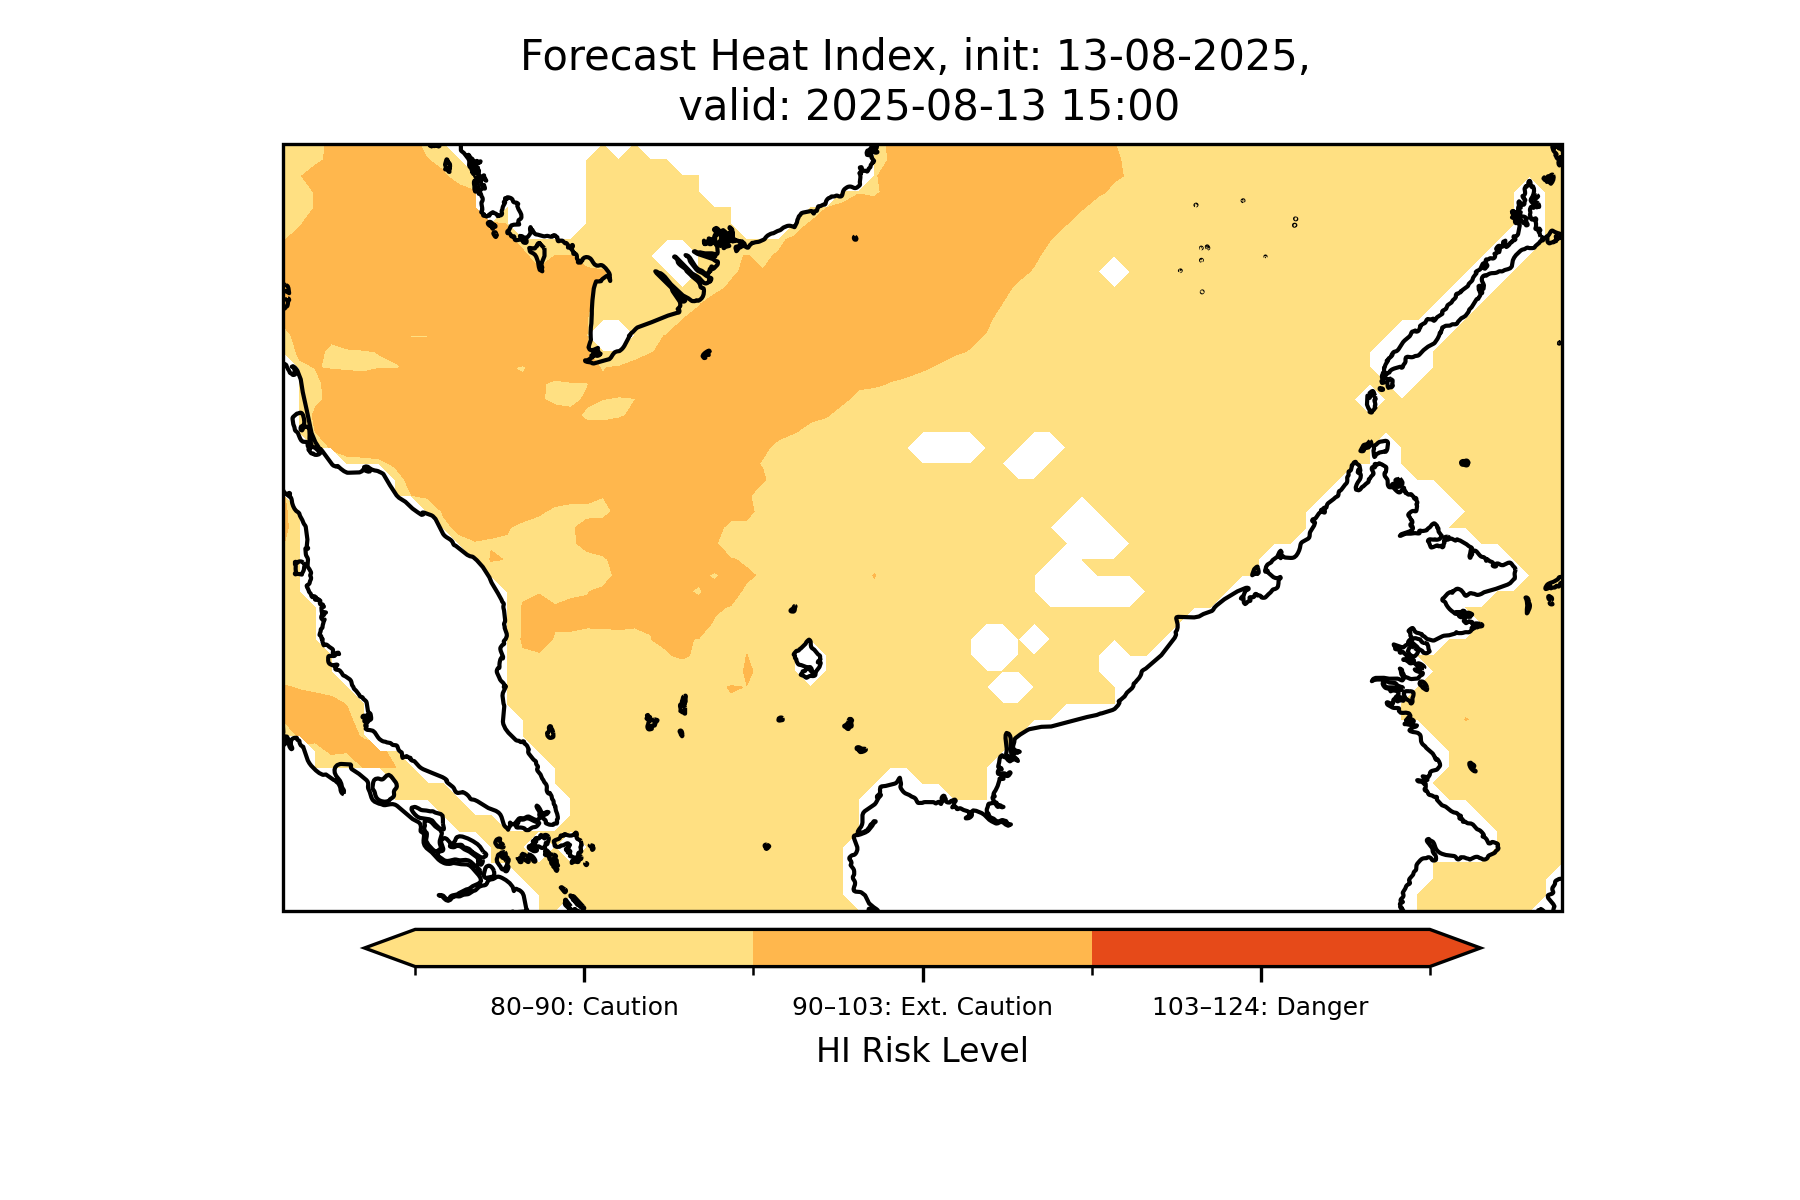 Forecast Heat Index, init: 13-08-2025,
valid: 2025-08-13 15:00
80–90: Caution
90–103: Ext. Caution
103–124: Danger
HI Risk Level